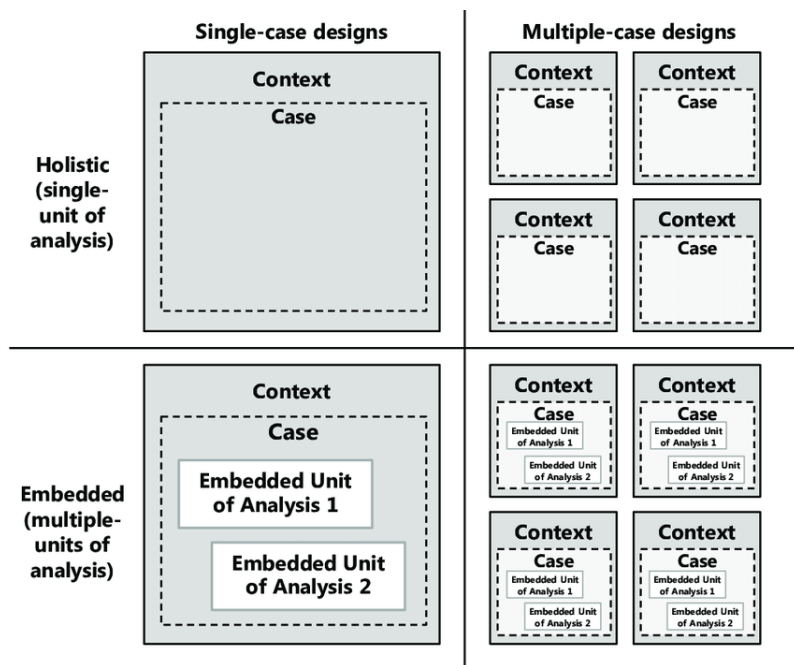 Single-case designs
Multiple-case designs
Holistic
(single-
unit of
analysis)
Context
Case
Context
Case
Context
Case
Context
Case
Context
Case
Embedded
(multiple-
units of
analysis)
Context
Case
Embedded Unit
of Analysis 1
Embedded Unit
of Analysis 2
Context
Case
Embedded Unit
of Analysis 1
Embedded Unit
of Analysis 2
Context
Case
Embedded Unit
of Analysis 1
Embedded Unit
of Analysis 2
Context
Case
Embedded Unit
of Analysis 1
Embedded Unit
of Analysis 2
Context
Case
Embedded Unit
of Analysis 1
Embedded Unit
of Analysis 2